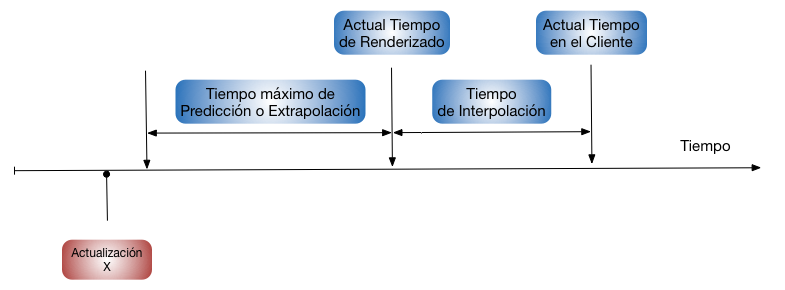 Actual Tiempo
de Renderizado
Actual Tiempo
en el Cliente
Tiempo máximo de
Predicción o Extrapolación
Tiempo
de Interpolación
Tiempo
Actualización
X